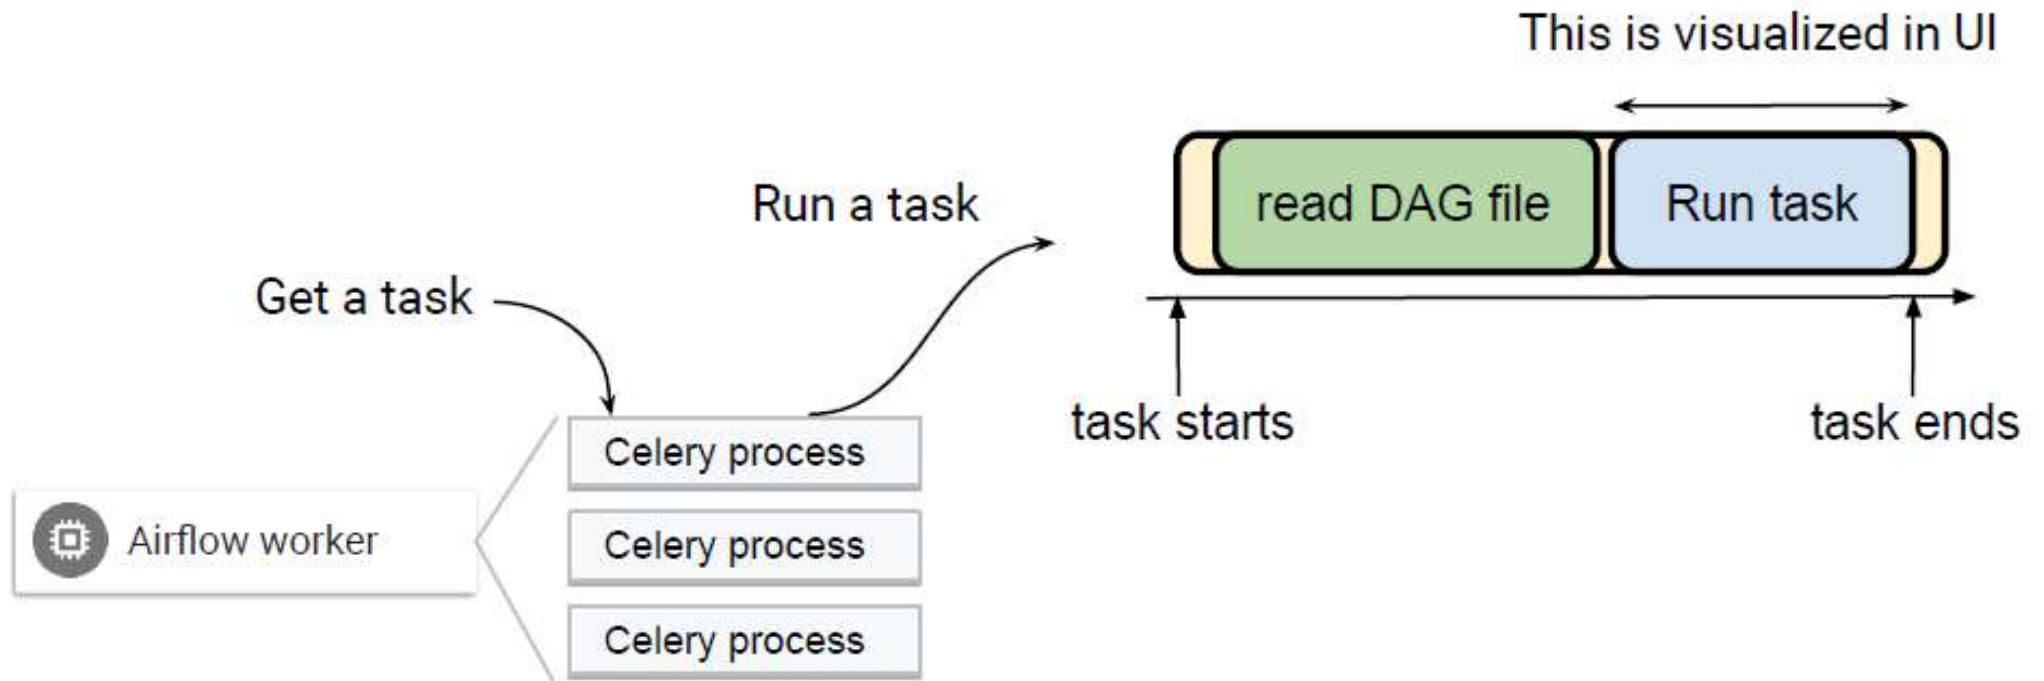 This is visualized in UI
read DAG file
Run task
Run a task
Get a task
task starts
task ends
Celery process
Airflow worker
Celery process
Celery process